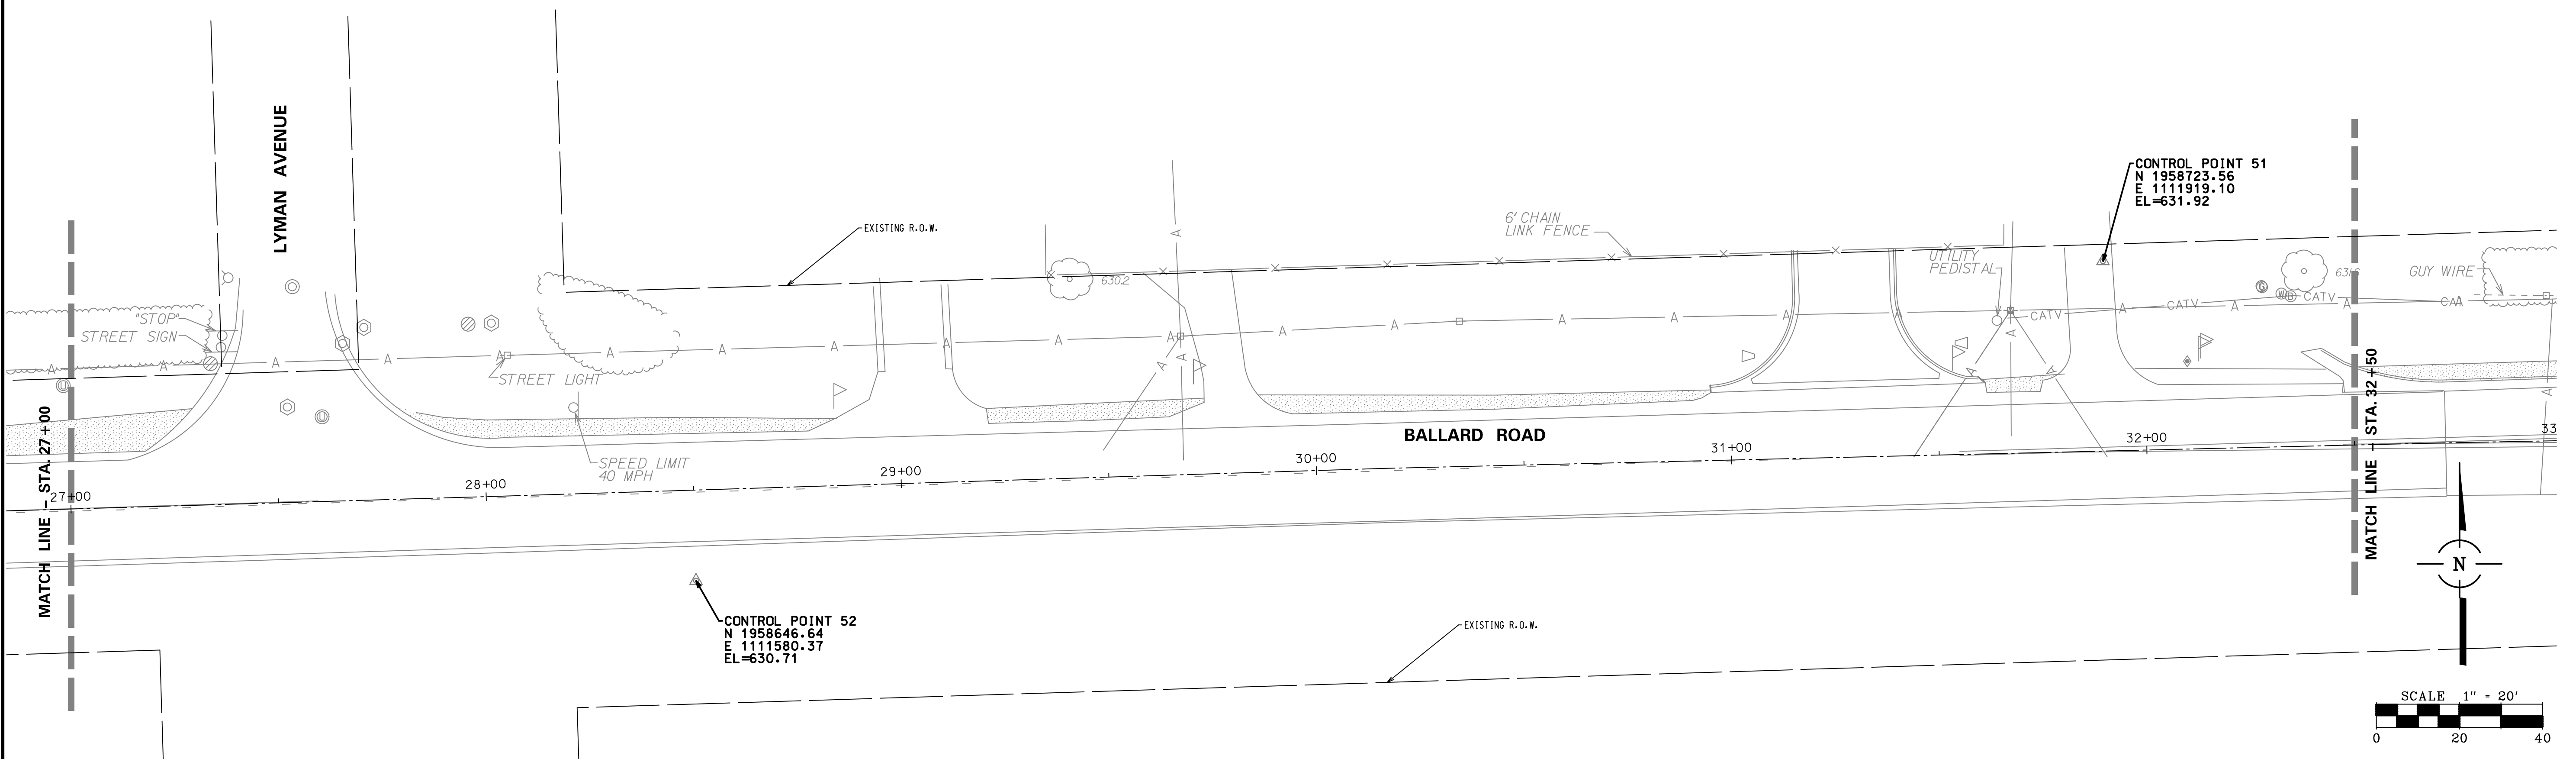 LYMAN AVENUE
CONTROL POINT 51
N 1958723.56
E 1111919.10
EL=631.92
EXISTING R.O.W.
6' CHAIN
LINK FENCE
UTILITY
PEDISTAL
630.2
GUY WIRE
"STOP"
STREET SIGN
A A A A A A A A A A A A A A A A A A A A
CATV CATV CATV
STREET LIGHT
SPEED LIMIT
40 MPH
BALLARD ROAD
MATCH LINE - STA. 27+00
27+00
28+00
29+00
30+00
31+00
32+00
33
MATCH LINE - STA. 32+50
CONTROL POINT 52
N 1958646.64
E 1111580.37
EL=630.71
EXISTING R.O.W.
N
SCALE 1" = 20'
0 20 40